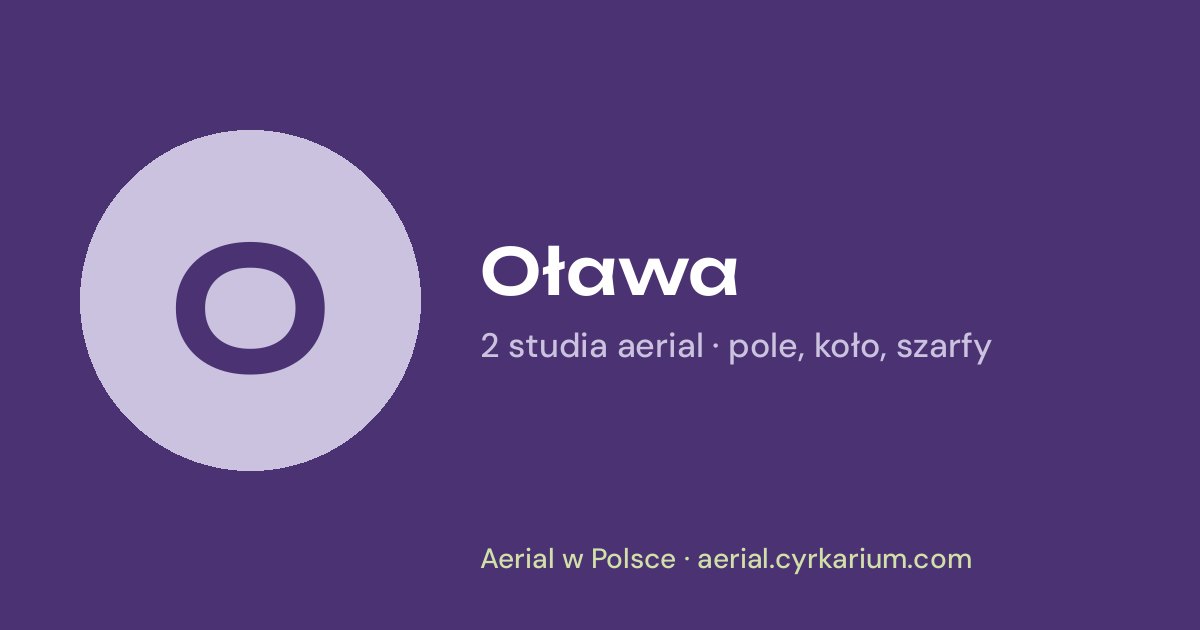 O
Oława
2 studia aerial · pole, koło, szarfy
Aerial w Polsce · aerial.cyrkarium.com